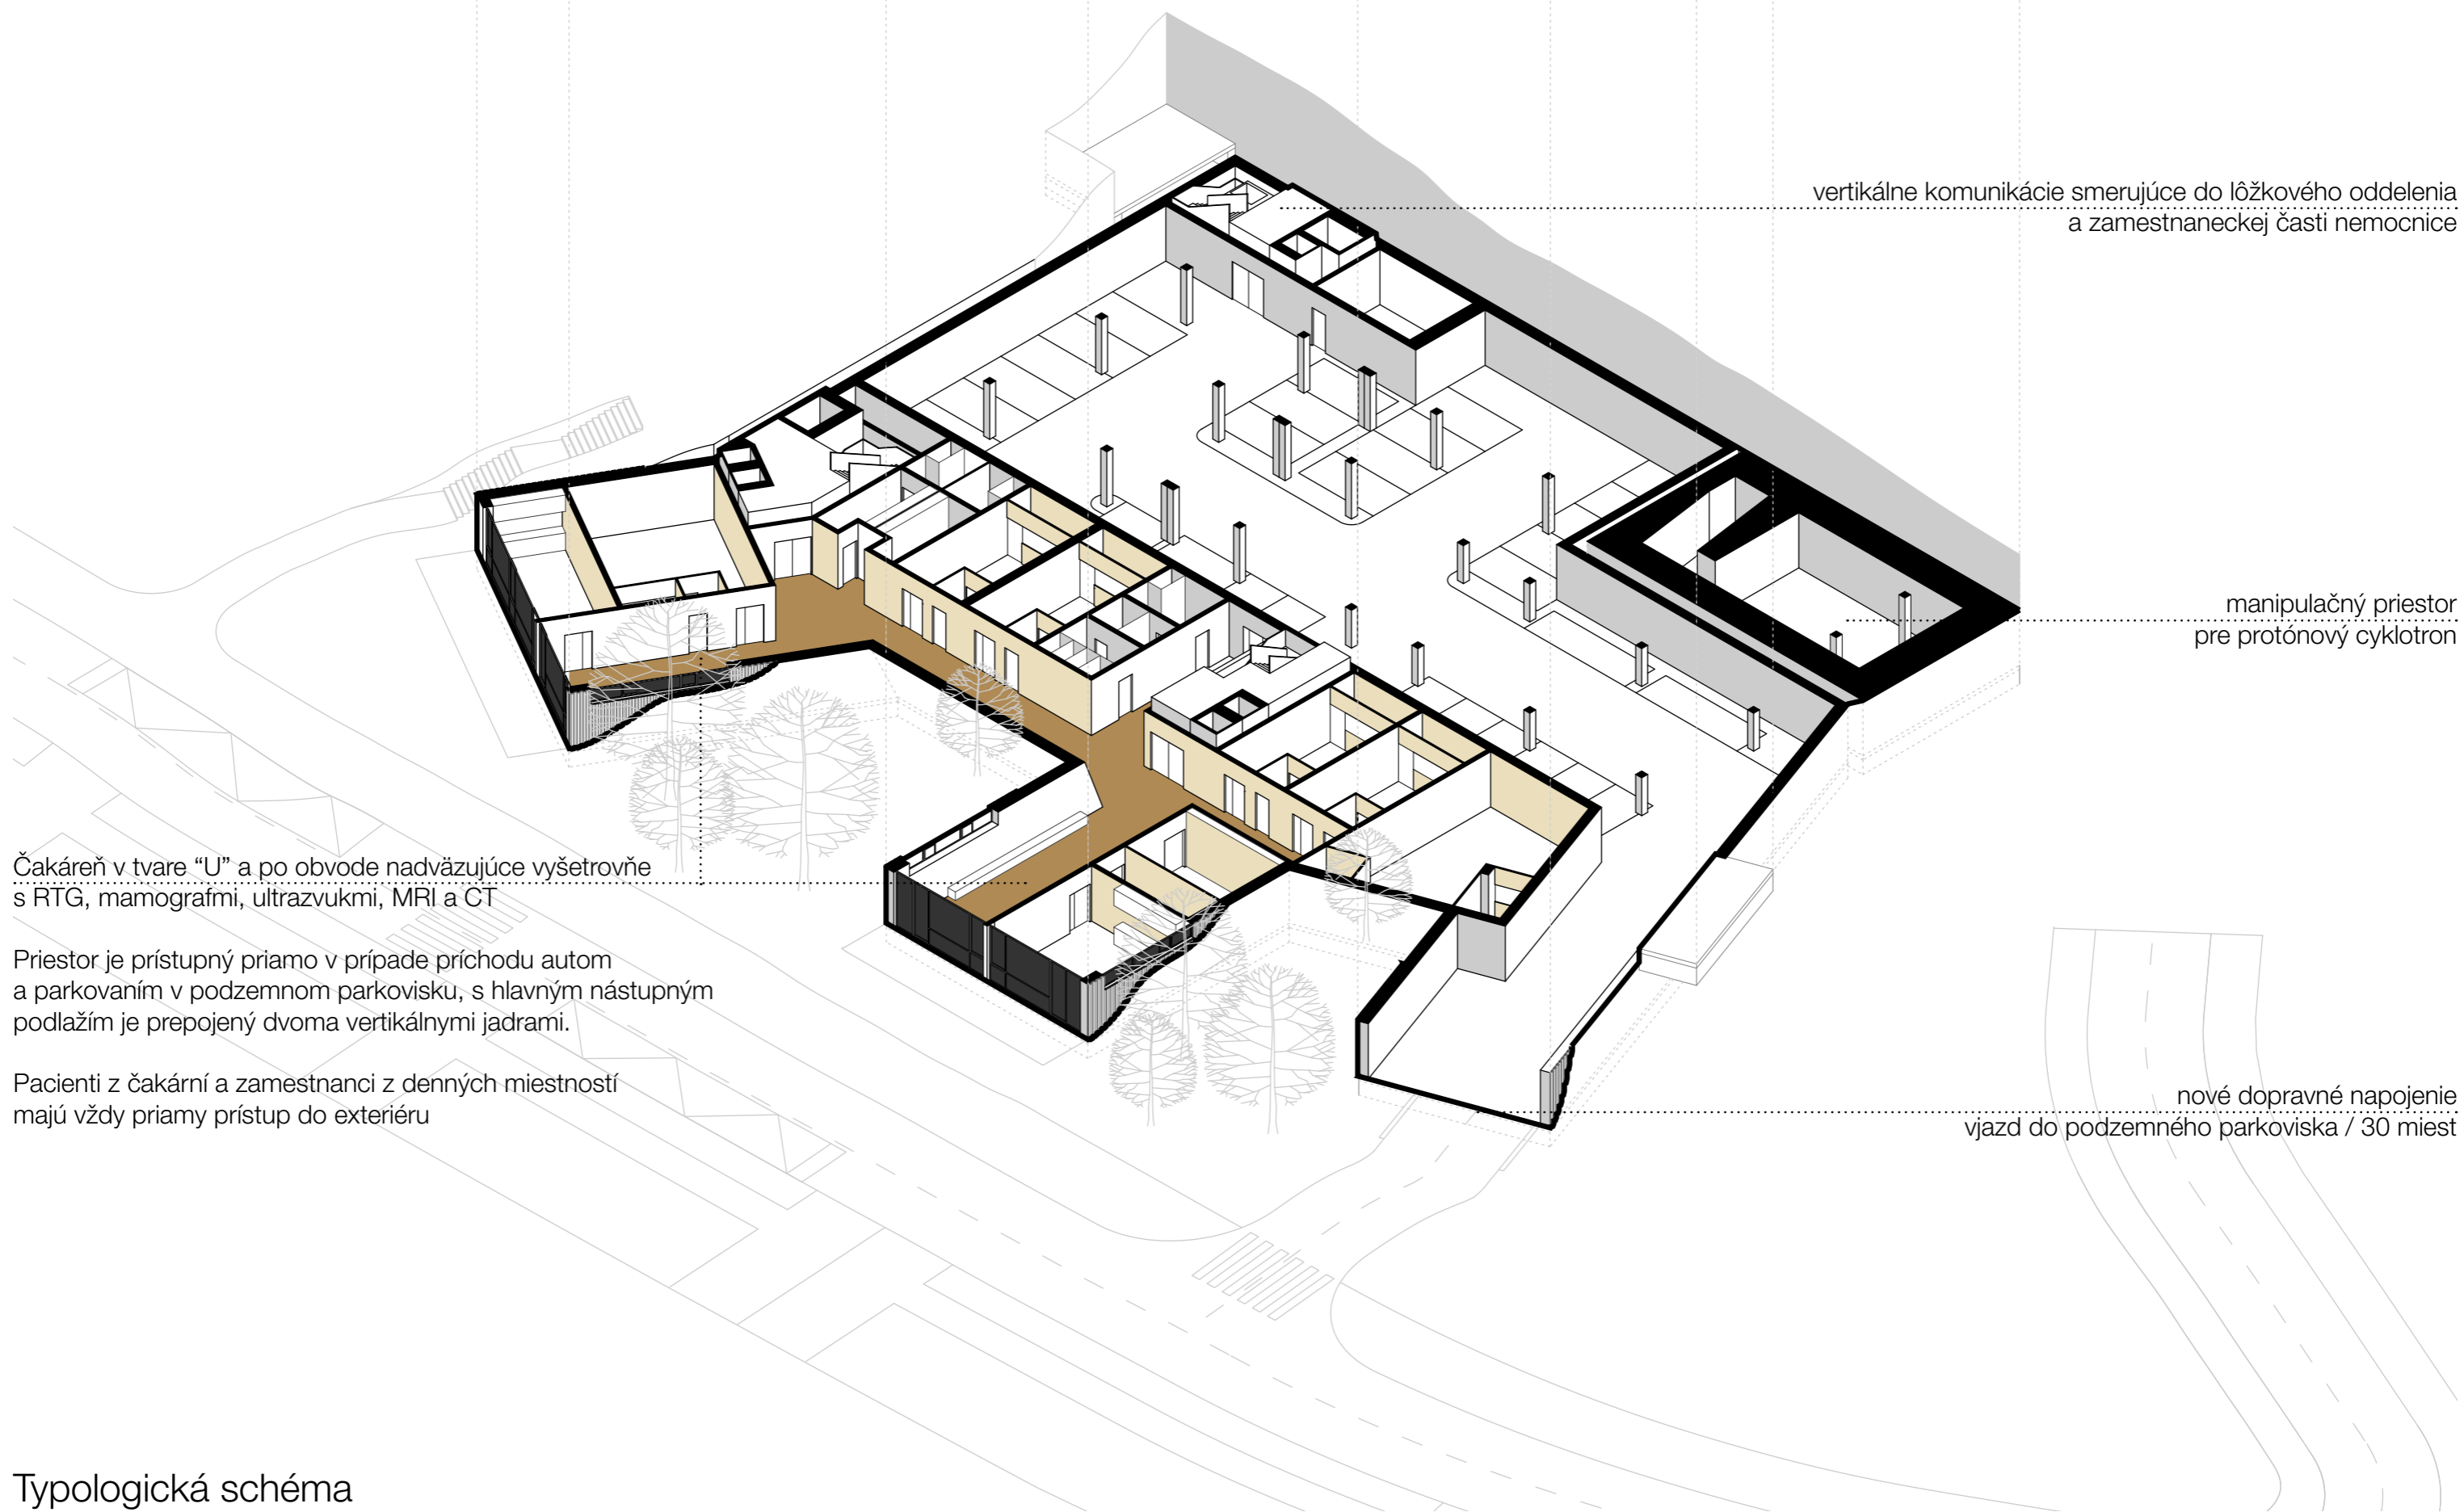 vertikálne komunikácie smerujúce do lôžkového oddelenia
a zamestnaneckej časti nemocnice
manipulačný priestor
pre protónový cyklotron
Čakáreň v tvare “U” a po obvode nadväzujúce vyšetrovňe
s RTG, mamografmi, ultrazvukmi, MRI a CT
Priestor je prístupný priamo v prípade príchodu autom
a parkovaním v podzemnom parkovisku, s hlavným nástupným
podlažím je prepojený dvoma vertikálnymi jadrami.
Pacienti z čakární a zamestnanci z denných miestností
majú vždy priamy prístup do exteriéru
nové dopravné napojenie
vjazd do podzemného parkoviska / 30 miest
Typologická schéma